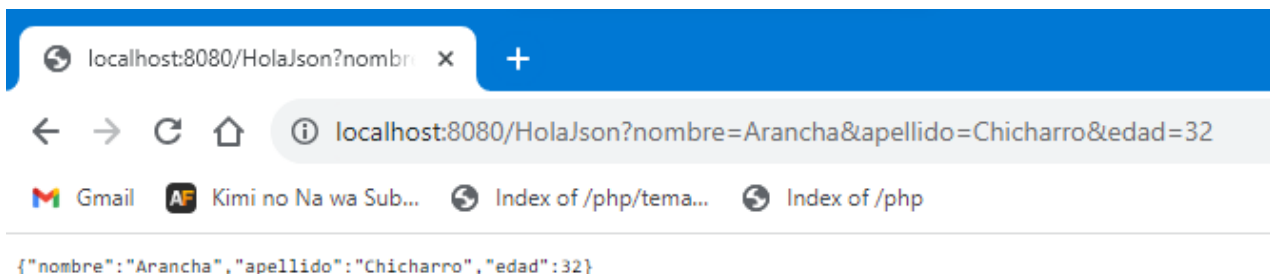 localhost:8080/HolaJson?nombre
localhost:8080/HolaJson?nombre=Arancha&apellido=Chicharro&edad=32
Gmail AF Kimi no Na wa Sub... Index of /php/tema... Index of /php
{"nombre":"Arancha","apellido":"Chicharro","edad":32}